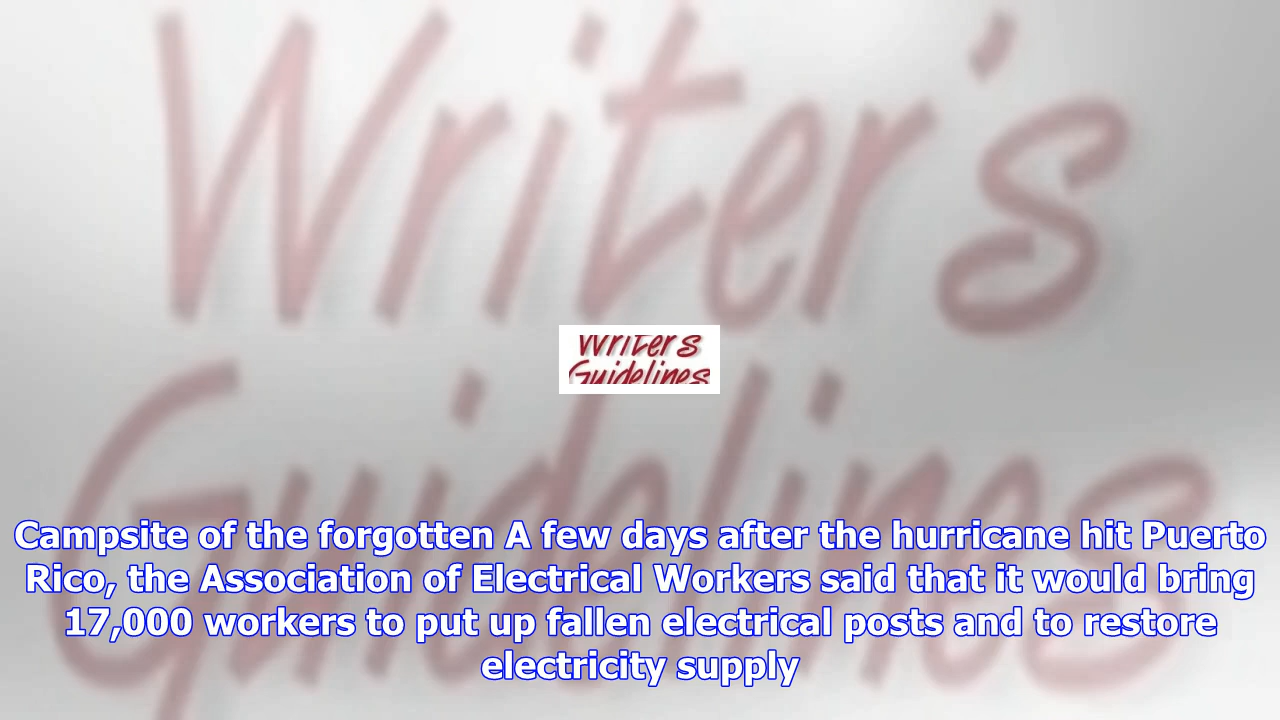 Writer's
Guidelines
Writer's
Guidelines
Campsite of the forgotten A few days after the hurricane hit Puerto
Rico, the Association of Electrical Workers said that it would bring
17,000 workers to put up fallen electrical posts and to restore
electricity supply